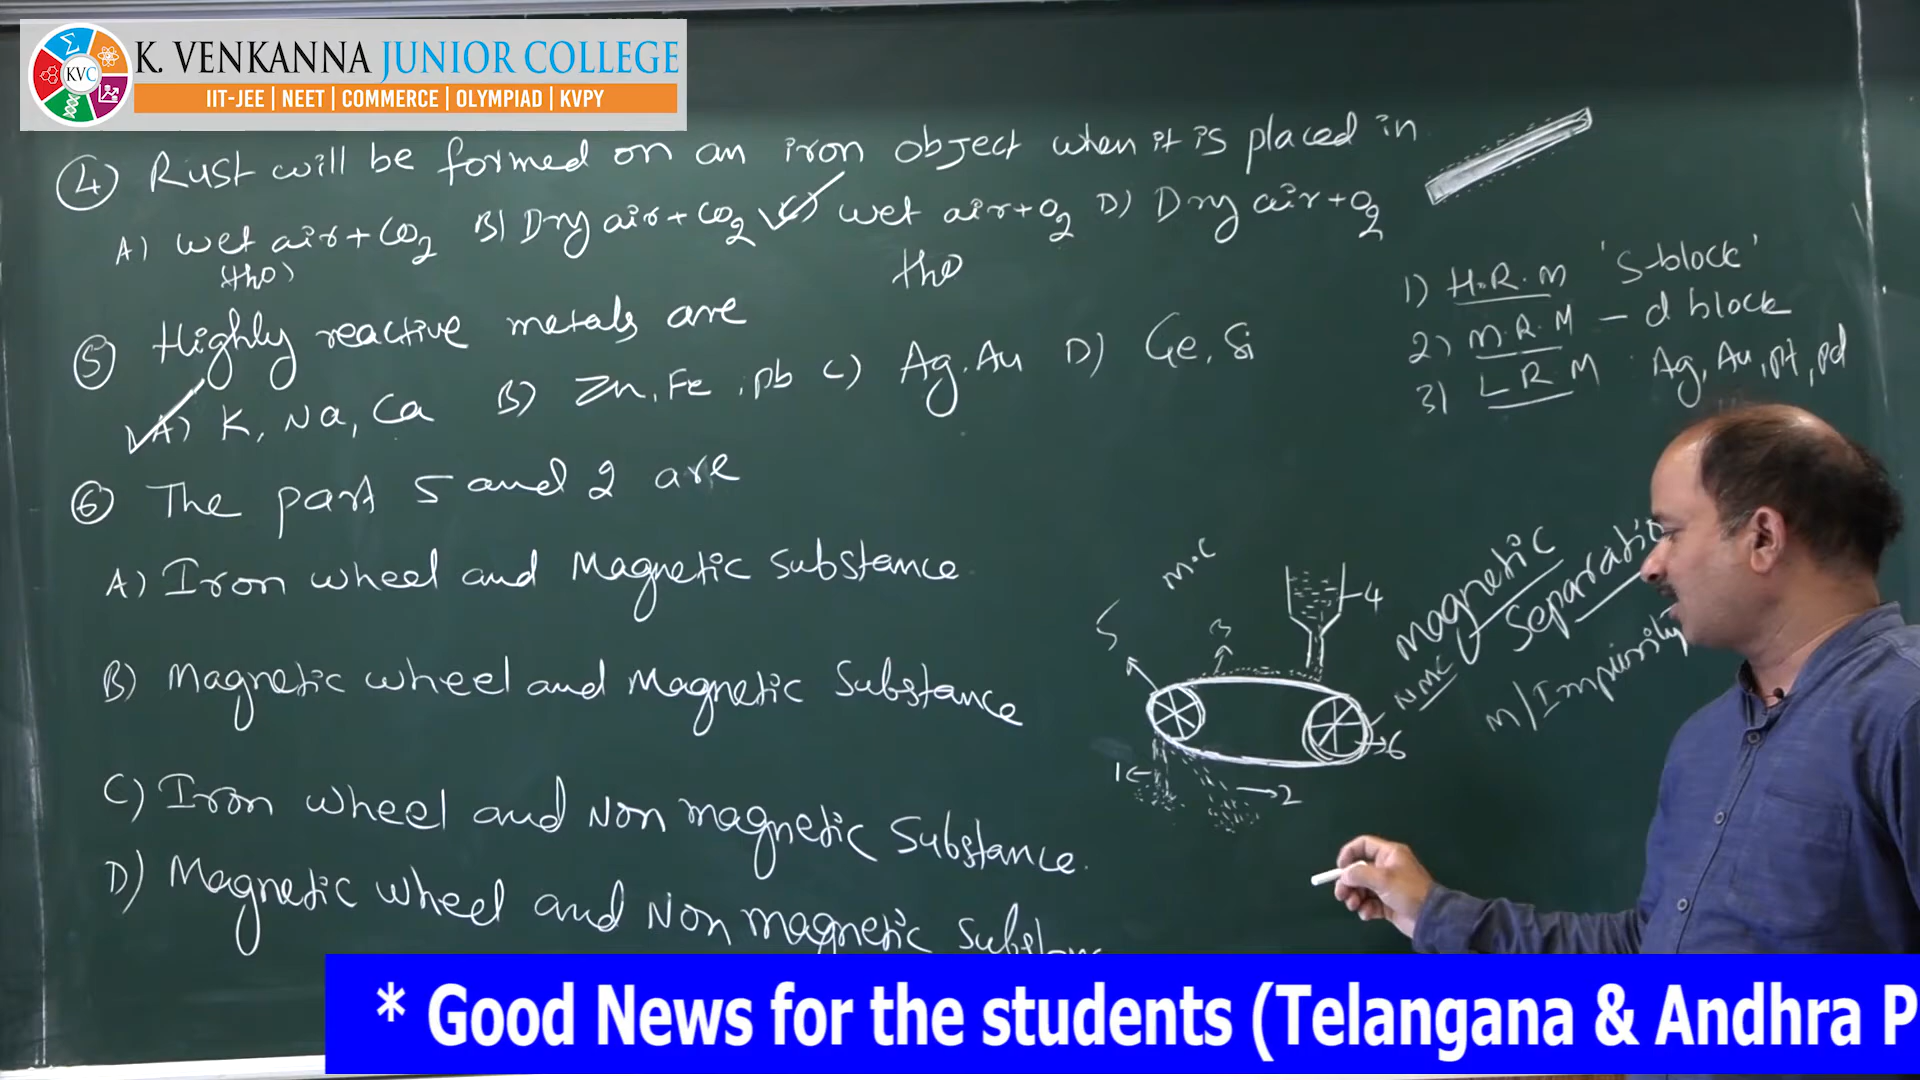 KVC
K. VENKANNA JUNIOR COLLEGE
IIT-JEE | NEET | COMMERCE | OLYMPIAD | KVPY
4) Rust will be formed on an iron object when it is placed in
A) wet air + CO2 B) Dry air + CO2 C) wet air + O2 D) Dry air + O2
5) Highly reactive metals are
A) K, Na, Ca B) Zn, Fe, Pb C) Ag, Au D) Ge, Si
6) The part 5 and 2 are
A) Iron wheel and Magnetic substance
B) Magnetic wheel and Magnetic Substance
C) Iron wheel and Non magnetic Substance.
D) Magnetic wheel and Non magnetic
1) H.R.M 'S-block'
2) M.R.M - d block
3) L R M Ag, Au, pt, pd
M.C
5
3
4
6
1
2
NMC
Magnetic
Separatio
M/Impurity
* Good News for the students (Telangana & Andhra P